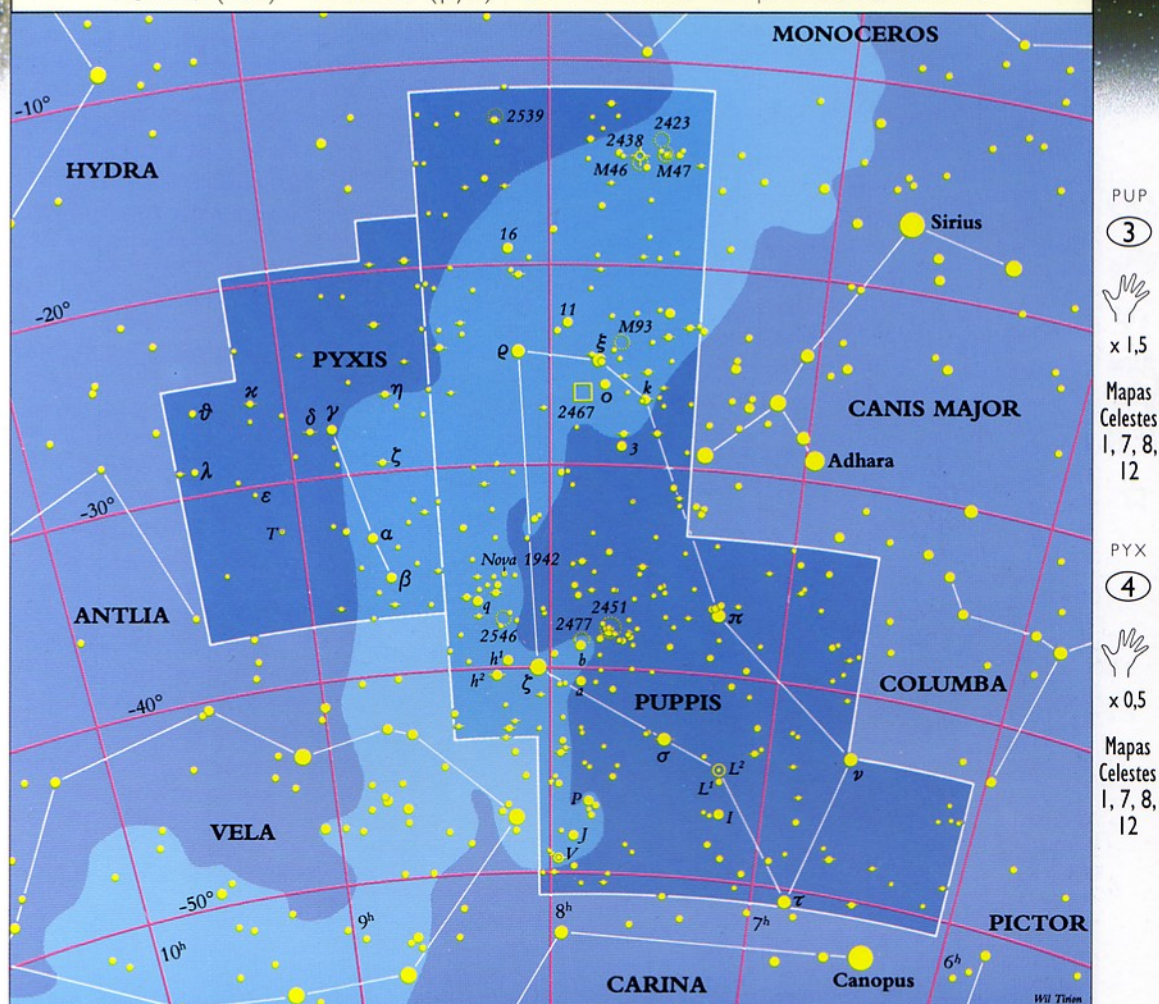 MONOCEROS
-10°
2539
2423
2438
M46
M47
HYDRA
Sirius
16
-20°
11
M93
ρ
ξ
PYXIS
ο
k
2467
η
ϰ
ϑ
δ
γ
CANIS MAJOR
3
ζ
Adhara
λ
ε
-30°
T
α
Nova 1942
β
q
2546
2477
2451
π
ANTLIA
h¹
b
h²
ζ
a
COLUMBA
PUPPIS
-40°
σ
L²
L¹
ν
P
I
VELA
J
V
-50°
τ
8ʰ
9ʰ
7ʰ
PICTOR
10ʰ
6ʰ
CARINA
Canopus
Wil Tirion
PUP
3
x 1,5
Mapas
Celestes
1, 7, 8,
12
PYX
4
x 0,5
Mapas
Celestes
1, 7, 8,
12